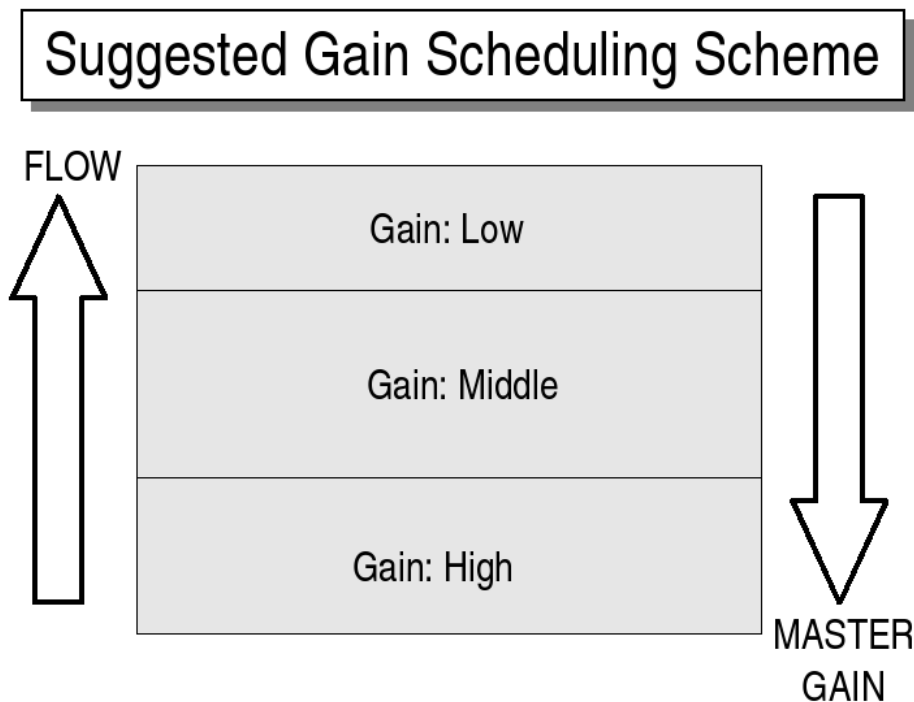 Suggested Gain Scheduling Scheme
FLOW
Gain: Low
Gain: Middle
Gain: High
MASTER
GAIN